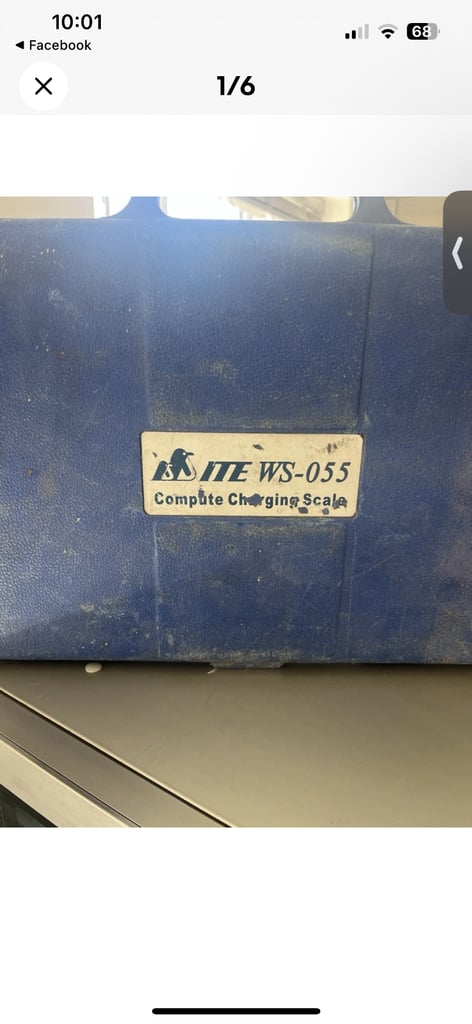 10:01
68
Facebook
1/6
ITE WS-055
Compute Charging Scale